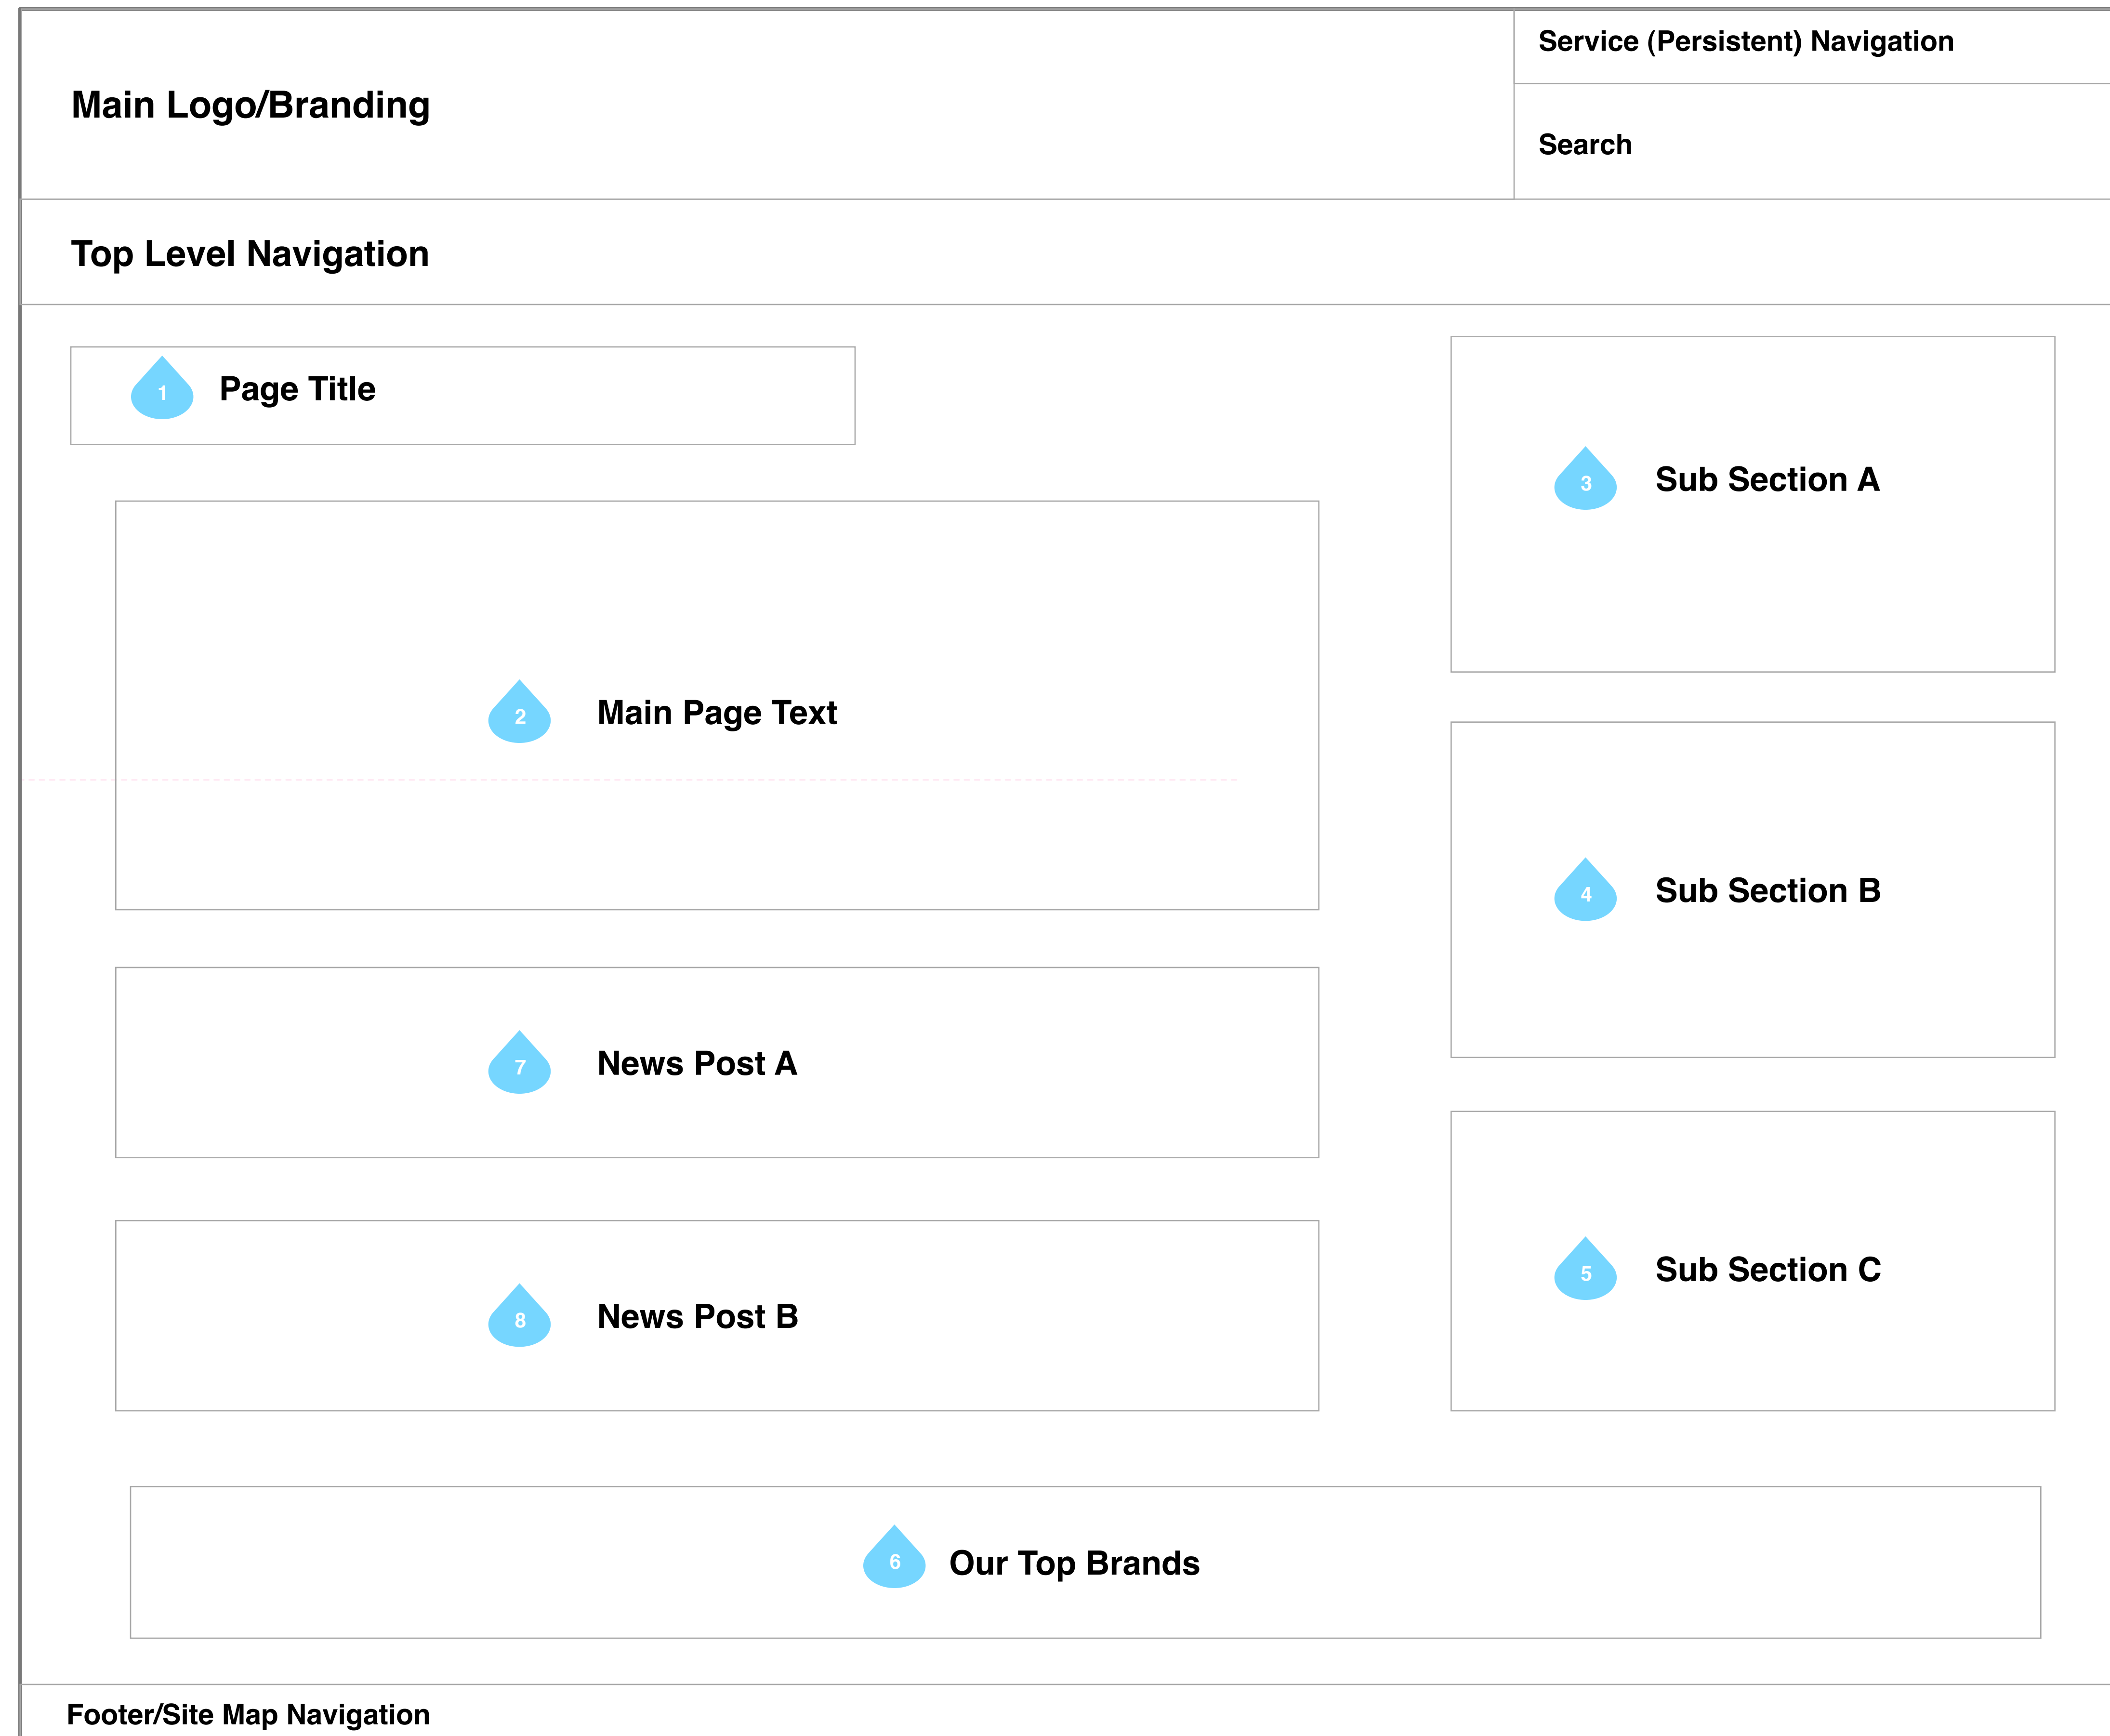 Main Logo/Branding
Service (Persistent) Navigation
Search
Top Level Navigation
1 Page Title
2 Main Page Text
7 News Post A
8 News Post B
3 Sub Section A
4 Sub Section B
5 Sub Section C
6 Our Top Brands
Footer/Site Map Navigation